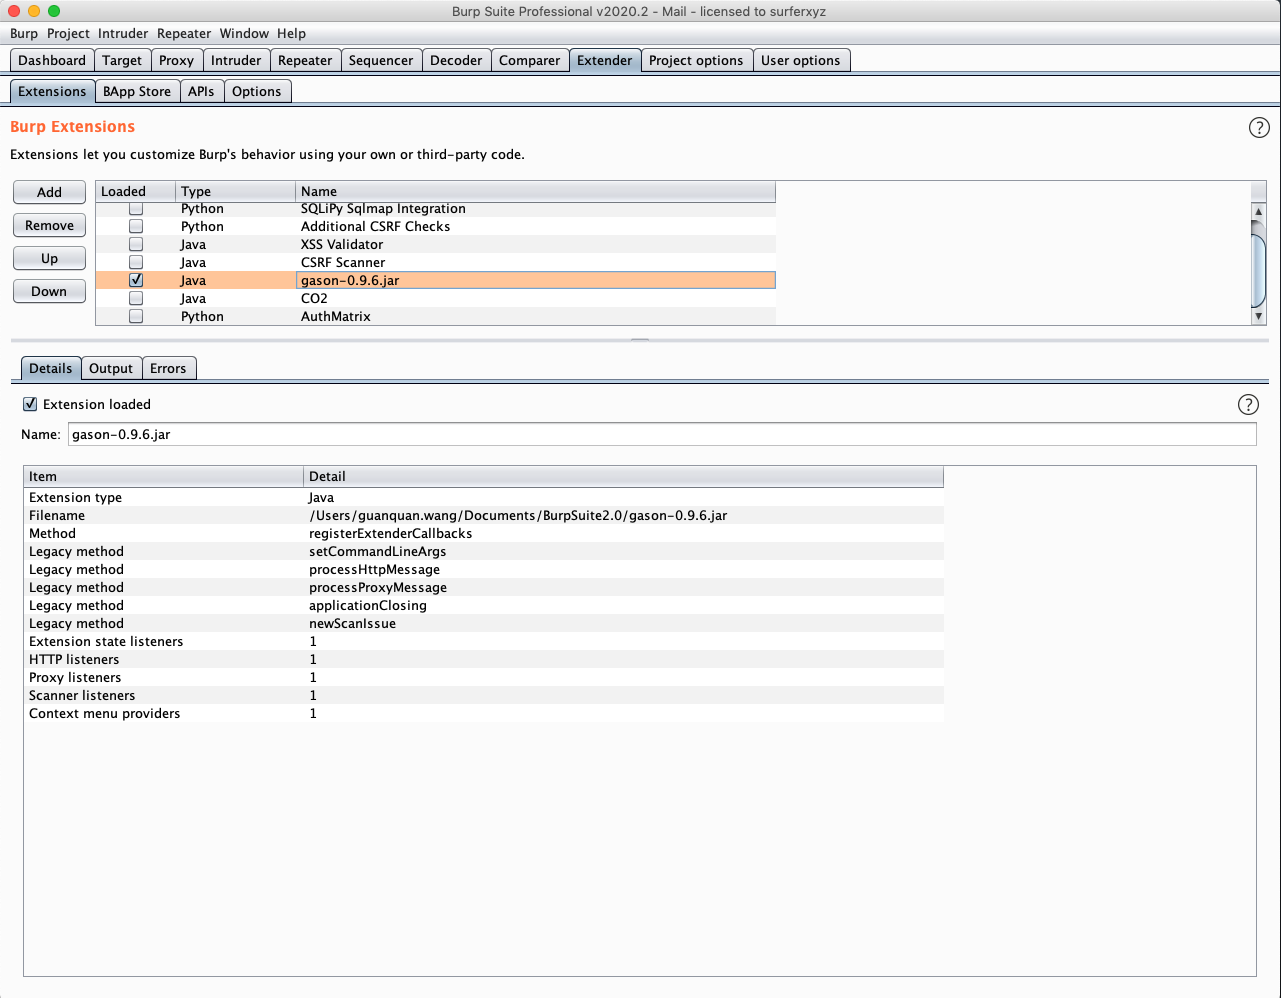 Burp Suite Professional v2020.2 - Mail - licensed to surferxyz
Burp Project Intruder Repeater Window Help
Dashboard Target Proxy Intruder Repeater Sequencer Decoder Comparer Extender Project options User options
Extensions BApp Store APIs Options
Burp Extensions ?
Extensions let you customize Burp's behavior using your own or third-party code.
Add
Remove
Up
Down
Loaded Type Name
Python SQLiPy Sqlmap Integration
Python Additional CSRF Checks
Java XSS Validator
Java CSRF Scanner
Java gason-0.9.6.jar
Java CO2
Python AuthMatrix
Details Output Errors
Extension loaded ?
Name: gason-0.9.6.jar
Item Detail
Extension type Java
Filename /Users/guanquan.wang/Documents/BurpSuite2.0/gason-0.9.6.jar
Method registerExtenderCallbacks
Legacy method setCommandLineArgs
Legacy method processHttpMessage
Legacy method processProxyMessage
Legacy method applicationClosing
Legacy method newScanIssue
Extension state listeners 1
HTTP listeners 1
Proxy listeners 1
Scanner listeners 1
Context menu providers 1